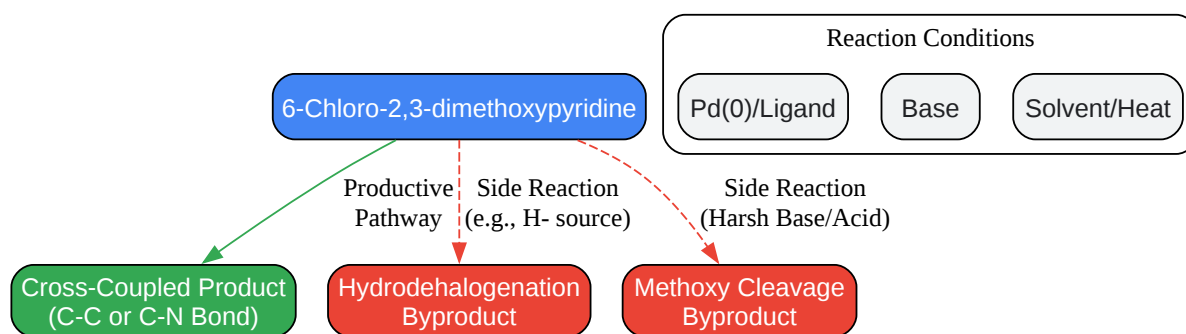 Reaction Conditions
6-Chloro-2,3-dimethoxypyridine
Pd(0)/Ligand
Base
Solvent/Heat
Productive
Pathway
Side Reaction
(e.g., H- source)
Side Reaction
(Harsh Base/Acid)
Cross-Coupled Product
(C-C or C-N Bond)
Hydrodehalogenation
Byproduct
Methoxy Cleavage
Byproduct